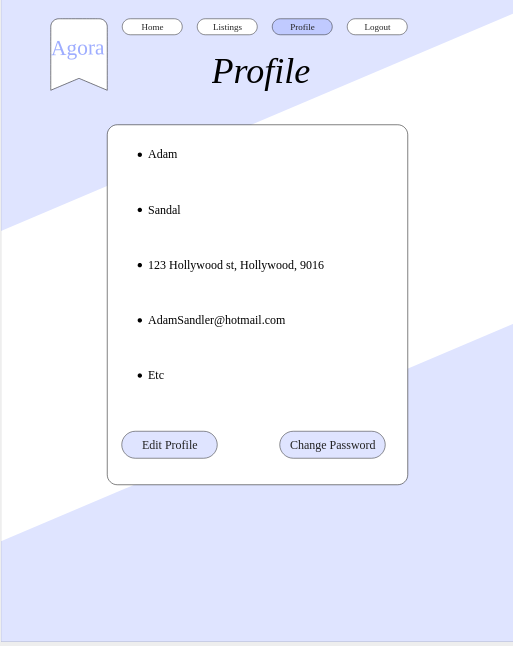 Agora
Home
Listings
Profile
Logout
Profile
Adam
Sandal
123 Hollywood st, Hollywood, 9016
AdamSandler@hotmail.com
Etc
Edit Profile
Change Password